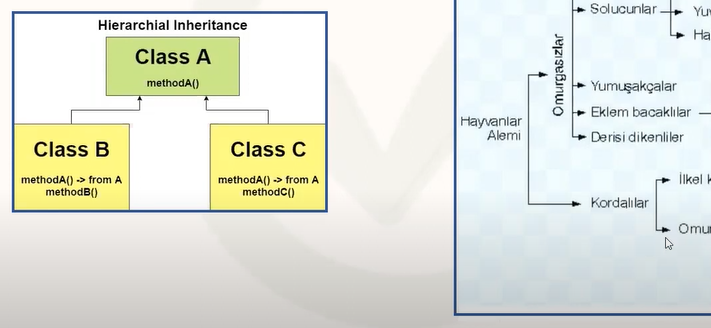 Hierarchial Inheritance
Class A
methodA()
Class B
methodA() -> from A
methodB()
Class C
methodA() -> from A
methodC()
Hayvanlar
Alemi
Omurgasızlar
Solucunlar
Yumuşakçalar
Eklem bacaklılar
Derisi dikenliler
Kordalılar
İlkel